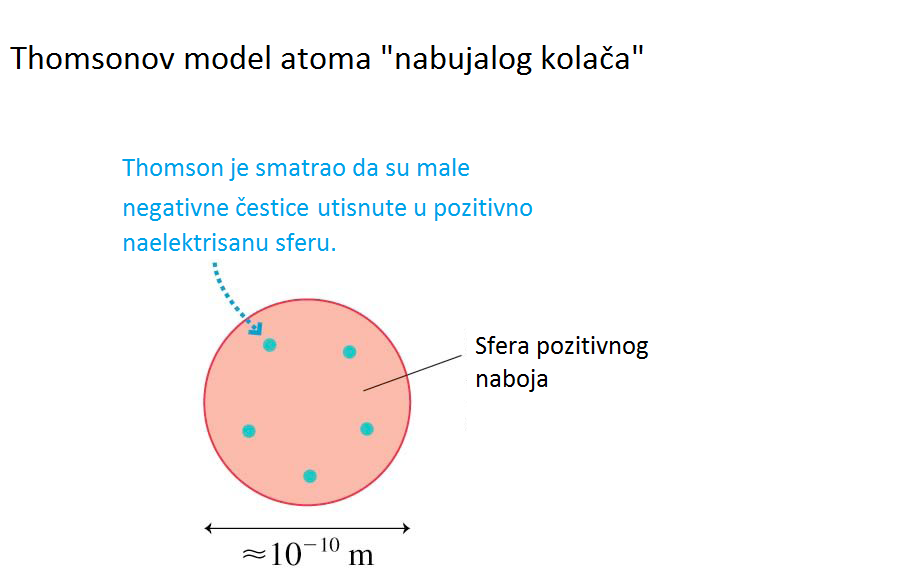 Thomsonov model atoma "nabujalog kolača"
Thomson je smatrao da su male
negativne čestice utisnute u pozitivno
naelektrisanu sferu.
Sfera pozitivnog
naboja
≈10⁻¹⁰ m